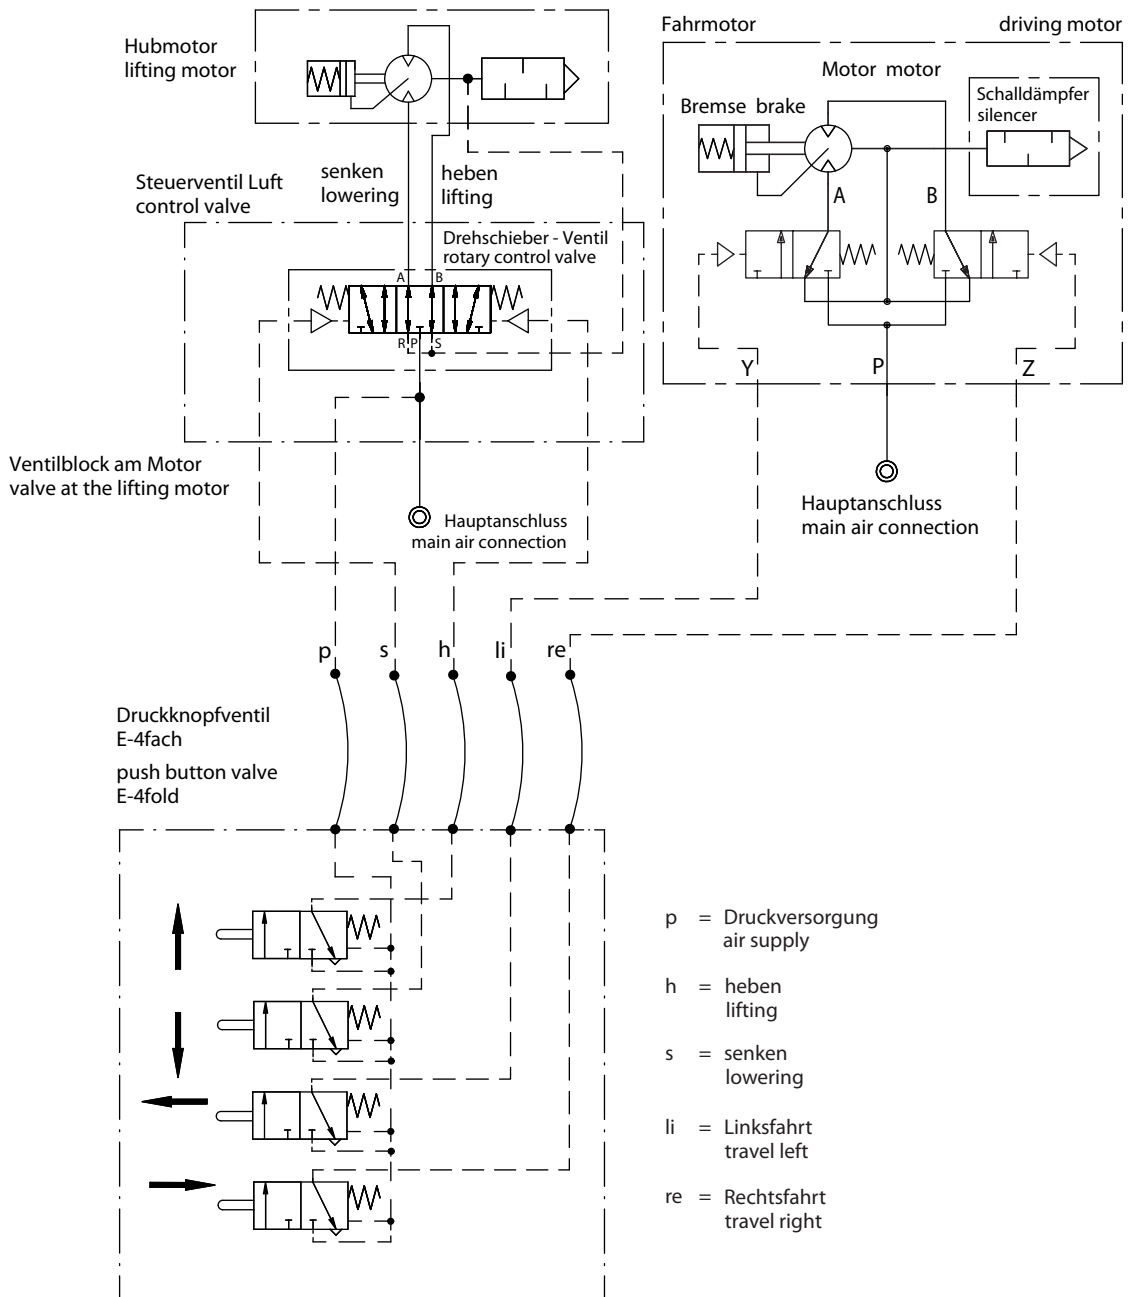 Hubmotor
lifting motor
Fahrmotor
driving motor
Motor motor
Bremse brake
Schalldämpfer
silencer
Steuerventil Luft
control valve
senken
lowering
heben
lifting
A
B
Drehschieber - Ventil
rotary control valve
A
B
R
P
S
Y
P
Z
Ventilblock am Motor
valve at the lifting motor
Hauptanschluss
main air connection
Hauptanschluss
main air connection
p
s
h
li
re
Druckknopfventil
E-4fach
push button valve
E-4fold
p = Druckversorgung
air supply
h = heben
lifting
s = senken
lowering
li = Linksfahrt
travel left
re = Rechtsfahrt
travel right